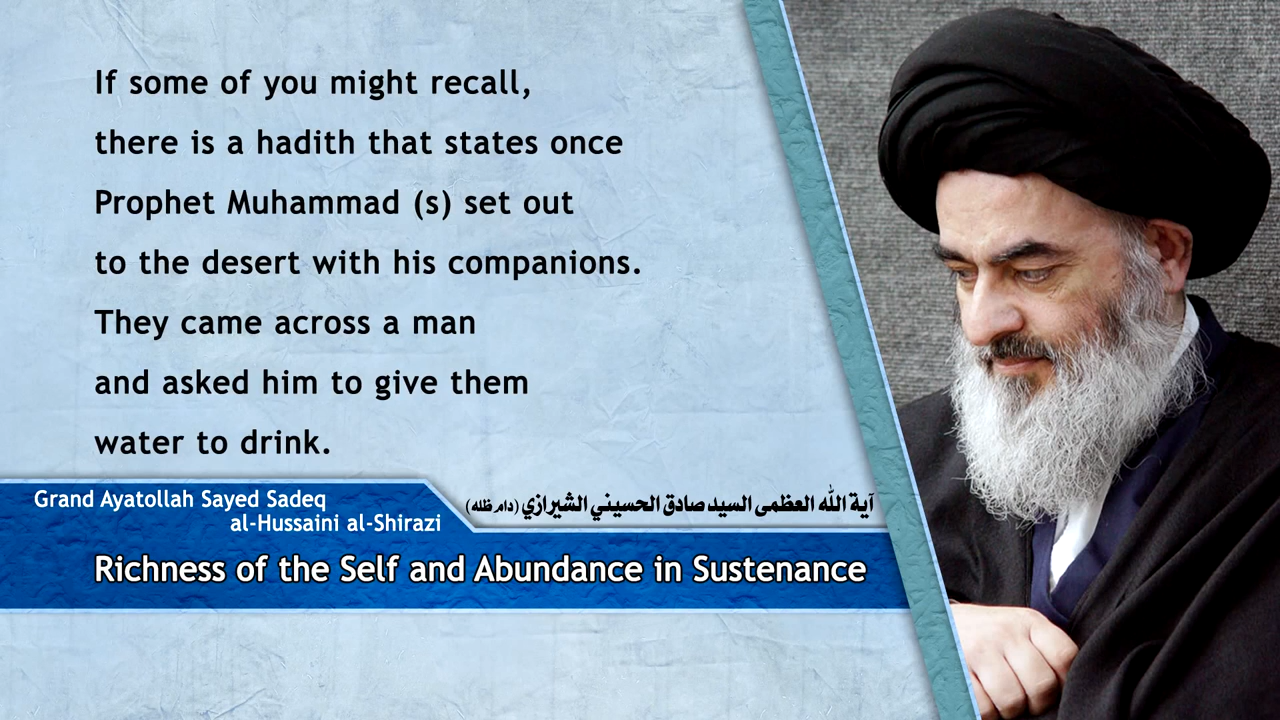 If some of you might recall,
there is a hadith that states once
Prophet Muhammad (s) set out
to the desert with his companions.
They came across a man
and asked him to give them
water to drink.
Grand Ayatollah Sayed Sadeq
al-Hussaini al-Shirazi
آية الله العظمى السيد صادق الحسيني الشيرازي (دام ظله)
Richness of the Self and Abundance in Sustenance